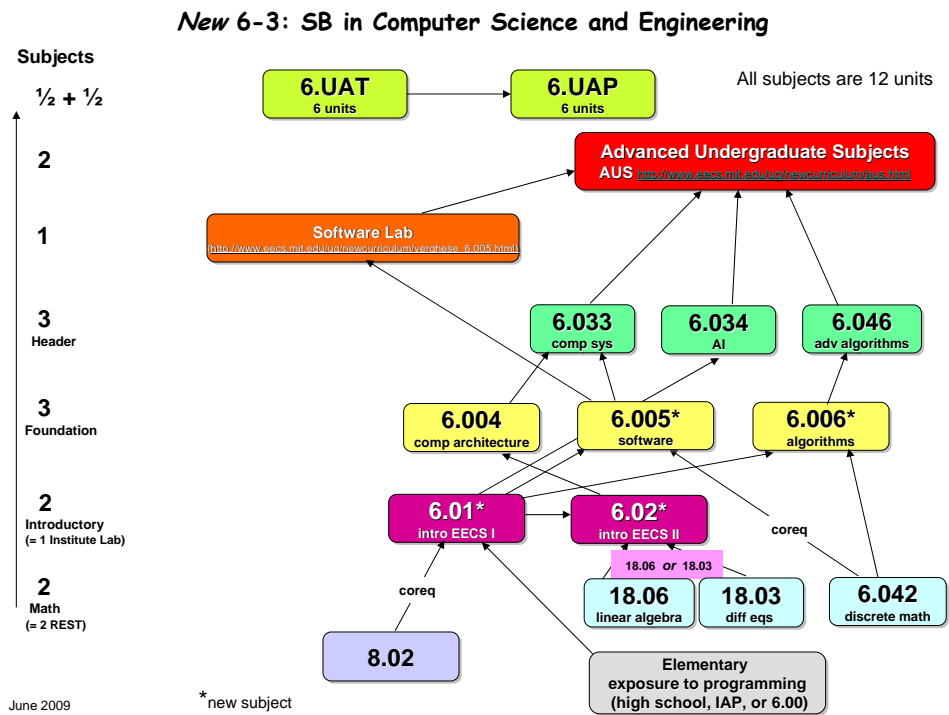 New 6-3: SB in Computer Science and Engineering
Subjects
½ + ½
6.UAT
6 units
6.UAP
6 units
All subjects are 12 units
2
Advanced Undergraduate Subjects
AUS http://www.eecs.mit.edu/ug/newcurriculum/aus.html
1
Software Lab
(http://www.eecs.mit.edu/ug/newcurriculum/verghese_6.005.html)
3
Header
6.033
comp sys
6.034
AI
6.046
adv algorithms
3
Foundation
6.004
comp architecture
6.005*
software
6.006*
algorithms
2
Introductory
(= 1 Institute Lab)
6.01*
intro EECS I
6.02*
intro EECS II
coreq
18.06 or 18.03
2
Math
(= 2 REST)
coreq
18.06
linear algebra
18.03
diff eqs
6.042
discrete math
8.02
Elementary
exposure to programming
(high school, IAP, or 6.00)
June 2009
*new subject